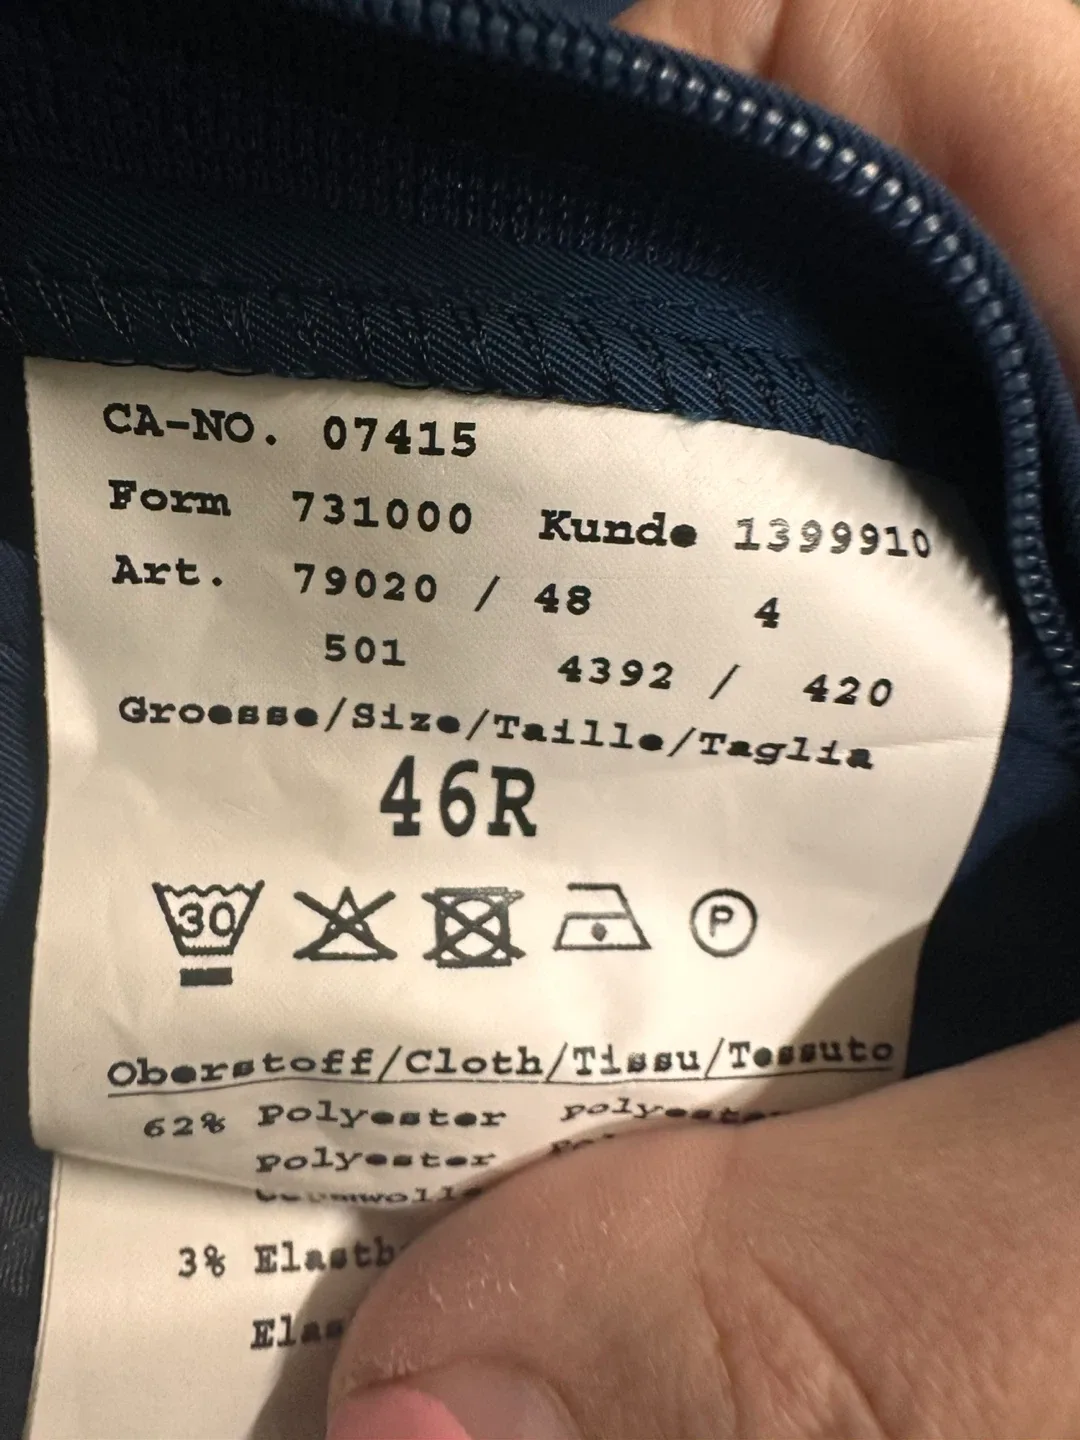 CA-NO. 07415
Form 731000 Kunde 1399910
Art. 79020 / 48 4
501 4392 / 420
Groesse/Size/Taille/Taglia
46R
30
P
Oberstoff/Cloth/Tissu/Tessuto
62% Polyester
polyester
3%